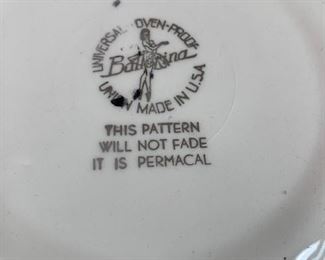 UNIVERSAL OVEN-PROOF
Ballerina
UNION MADE IN U.S.A
THIS PATTERN
WILL NOT FADE
IT IS PERMACAL